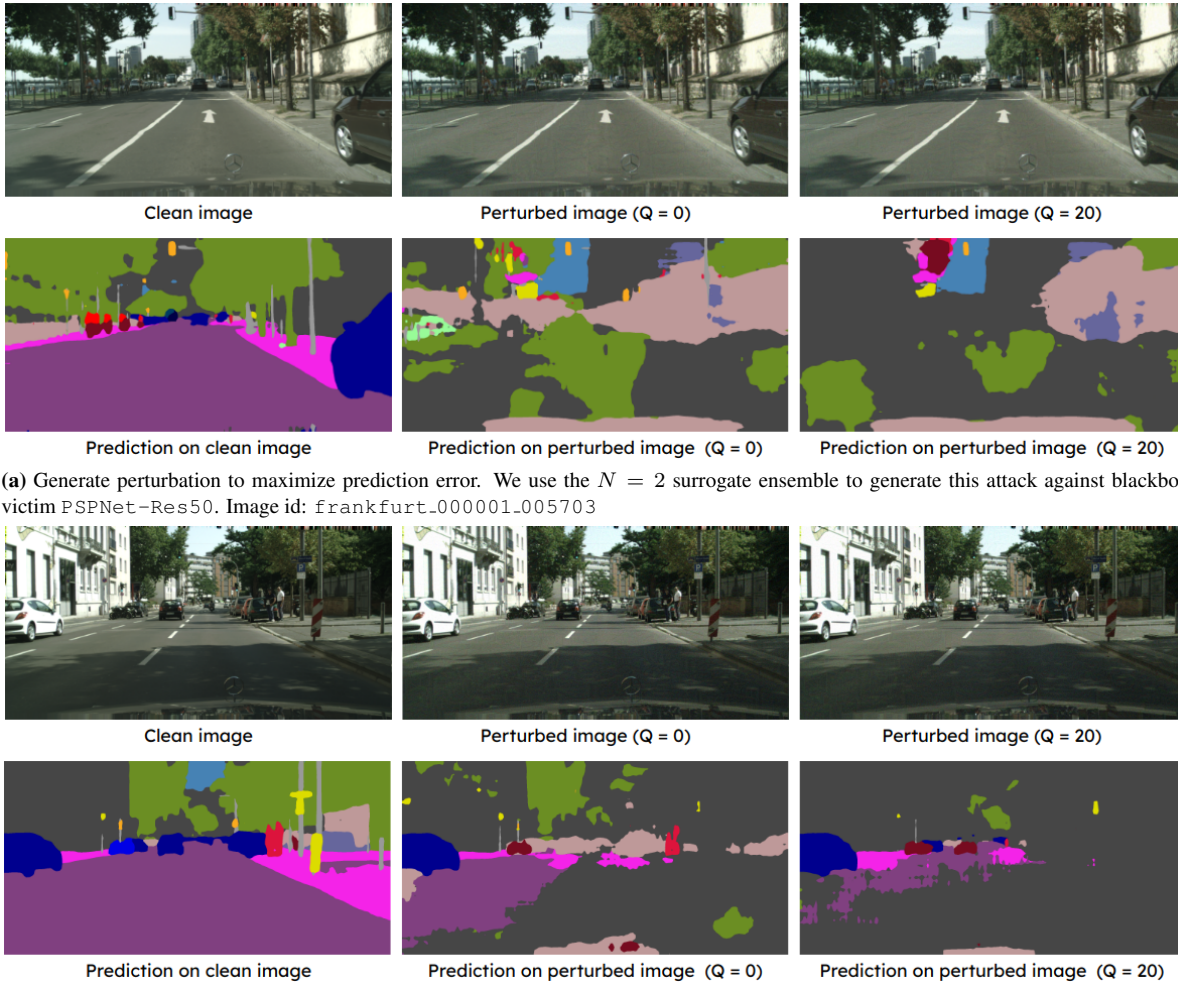 Clean image
Perturbed image (Q = 0)
Perturbed image (Q = 20)
Prediction on clean image
Prediction on perturbed image (Q = 0)
Prediction on perturbed image (Q = 20)
(a) Generate perturbation to maximize prediction error. We use the N = 2 surrogate ensemble to generate this attack against blackbo
victim PSPNet-Res50. Image id: frankfurt_000001_005703
P
Clean image
Perturbed image (Q = 0)
Perturbed image (Q = 20)
Prediction on clean image
Prediction on perturbed image (Q = 0)
Prediction on perturbed image (Q = 20)